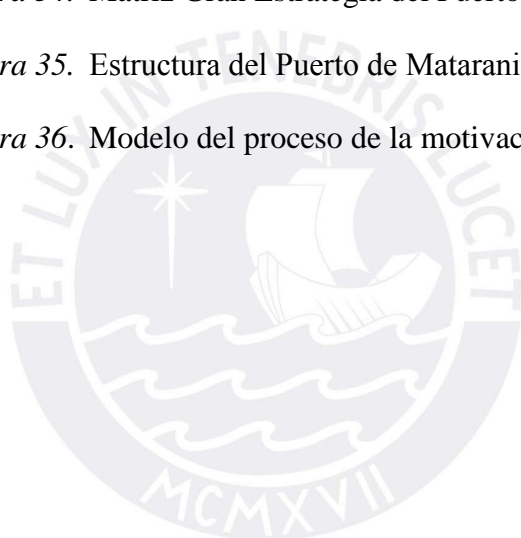 ra 34. Matriz Gran Estrategia del Puerto
ra 35. Estructura del Puerto de Matarani
ra 36. Modelo del proceso de la motivac
ET LUX IN TENEBRIS LUCET
MCMXVII